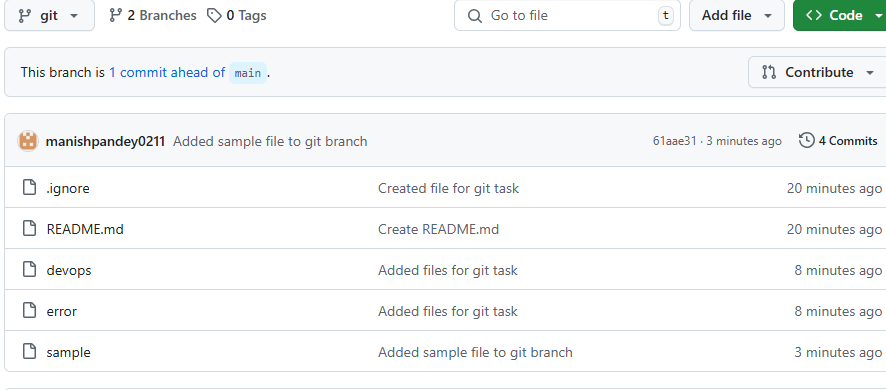 git 2 Branches 0 Tags Go to file t Add file Code
This branch is 1 commit ahead of main.
Contribute
manishpandey0211 Added sample file to git branch 61aae31 · 3 minutes ago 4 Commits
.ignore Created file for git task 20 minutes ago
README.md Create README.md 20 minutes ago
devops Added files for git task 8 minutes ago
error Added files for git task 8 minutes ago
sample Added sample file to git branch 3 minutes ago